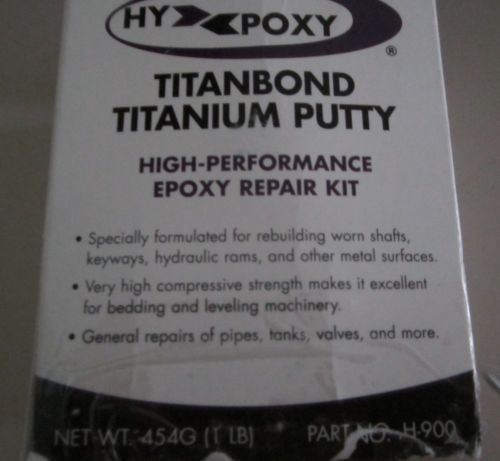 HY POXY
®
TITANBOND
TITANIUM PUTTY
HIGH-PERFORMANCE
EPOXY REPAIR KIT
• Specially formulated for rebuilding worn shafts,
keyways, hydraulic rams, and other metal surfaces.
• Very high compressive strength makes it excellent
for bedding and leveling machinery.
• General repairs of pipes, tanks, valves, and more.
NET WT. 454G (1 LB) PART NO. H-900